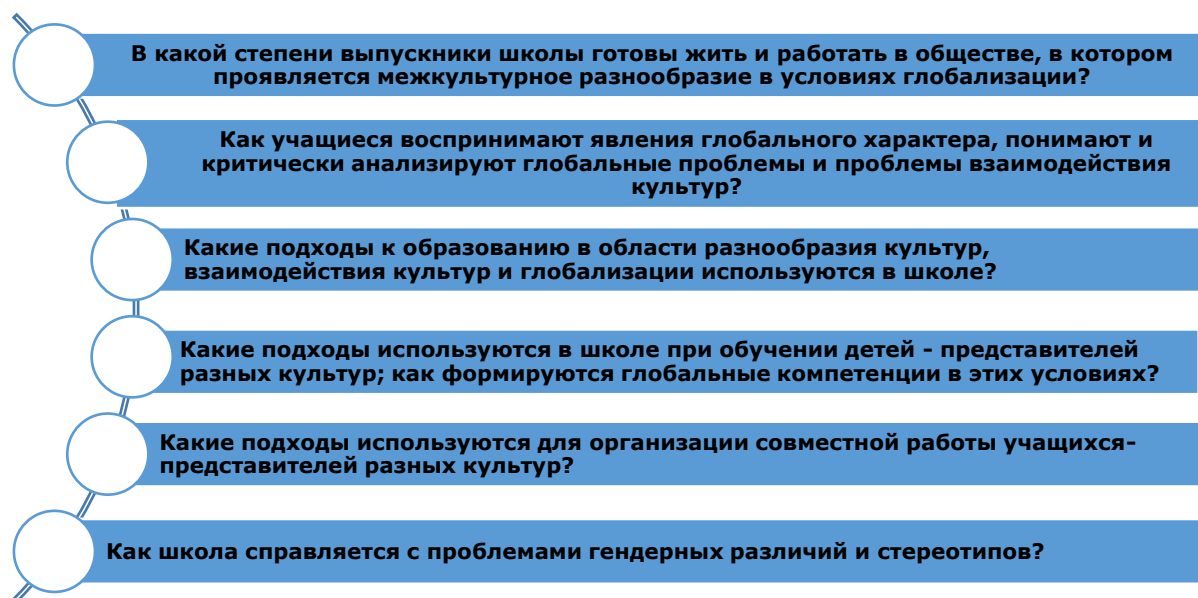 В какой степени выпускники школы готовы жить и работать в обществе, в котором
проявляется межкультурное разнообразие в условиях глобализации?
Как учащиеся воспринимают явления глобального характера, понимают и
критически анализируют глобальные проблемы и проблемы взаимодействия
культур?
Какие подходы к образованию в области разнообразия культур,
взаимодействия культур и глобализации используются в школе?
Какие подходы используются в школе при обучении детей - представителей
разных культур; как формируются глобальные компетенции в этих условиях?
Какие подходы используются для организации совместной работы учащихся-
представителей разных культур?
Как школа справляется с проблемами гендерных различий и стереотипов?